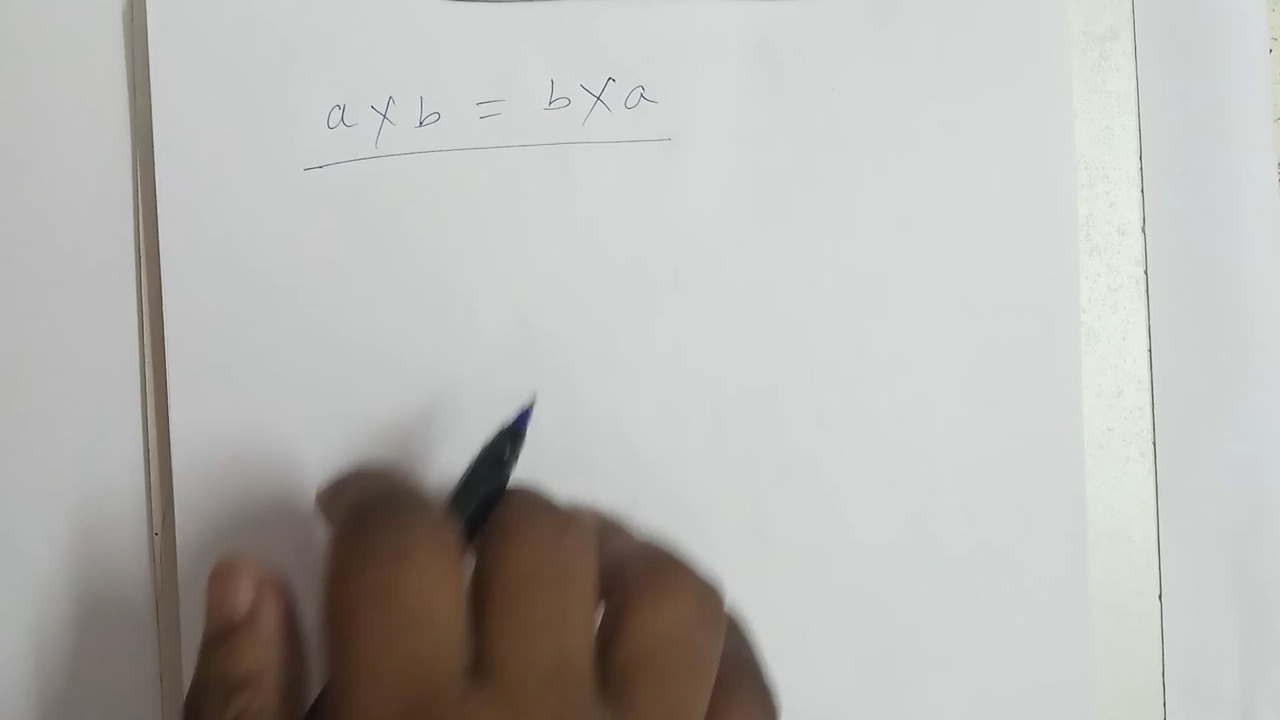 a × b = b × a